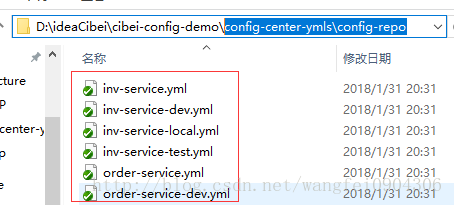 D:\ideaCibei\cibei-config-demo\config-center-ymls\config-repo
名称 修改日期
inv-service.yml 2018/1/31 20:31
cture
inv-service-dev.yml 2018/1/31 20:31
p
inv-service-local.yml 2018/1/31 20:31
center-y
inv-service-test.yml 2018/1/31 20:31
p
order-service.yml 2018/1/31 20:31
s
order-service-dev.yml 2018/1/31 20:31
http://blog.csdn.net/wangfei0904306